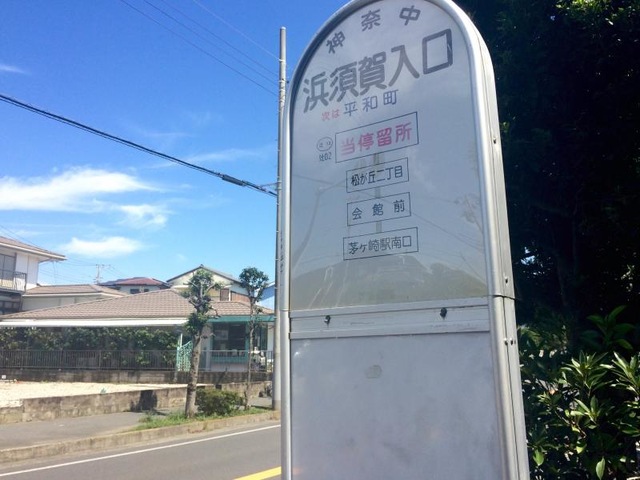 神奈中
浜須賀入口
次は 平和町
当停留所
松が丘二丁目
会館前
茅ヶ崎駅南口